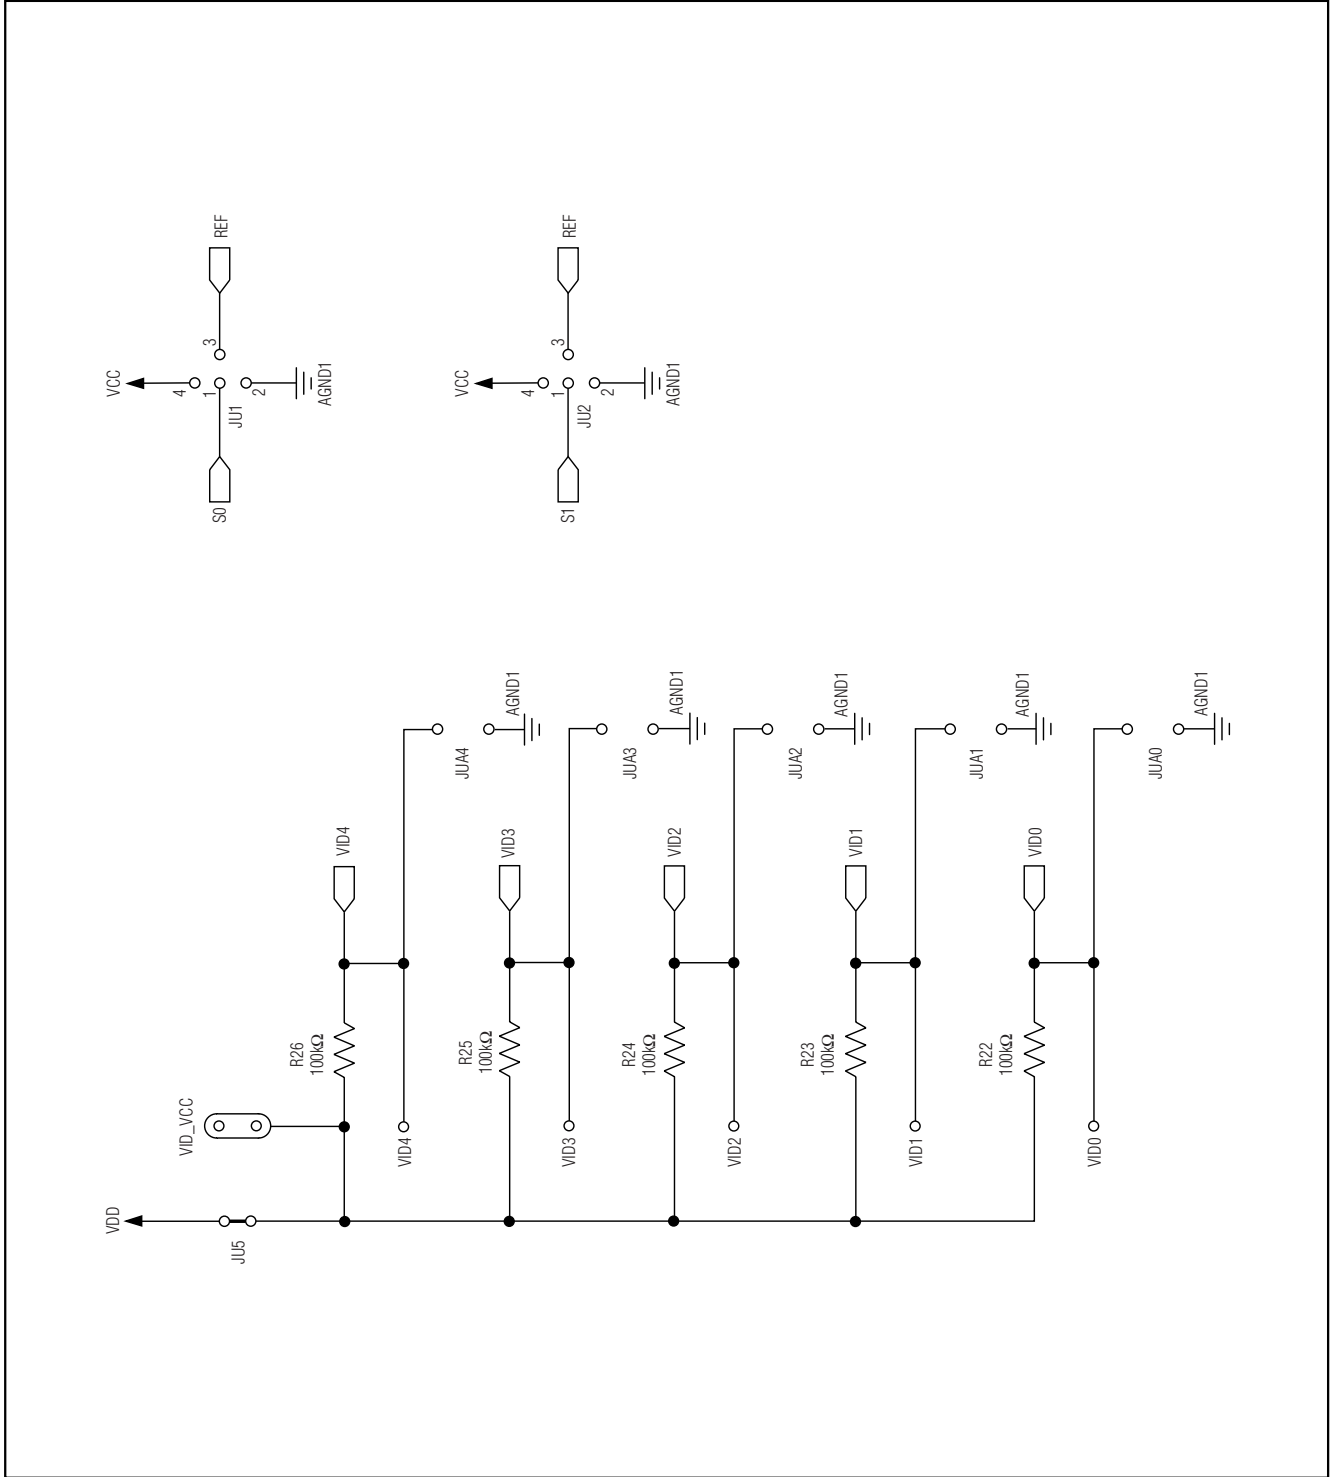 VCC
4
1
JU1
2
3
REF
S0
AGND1
VCC
4
1
JU2
2
3
REF
S1
AGND1
VDD
JU5
VID_VCC
R26
100kΩ
VID4
VID4
JUA4
AGND1
R25
100kΩ
VID3
VID3
JUA3
AGND1
R24
100kΩ
VID2
VID2
JUA2
AGND1
R23
100kΩ
VID1
VID1
JUA1
AGND1
R22
100kΩ
VID0
VID0
JUA0
AGND1